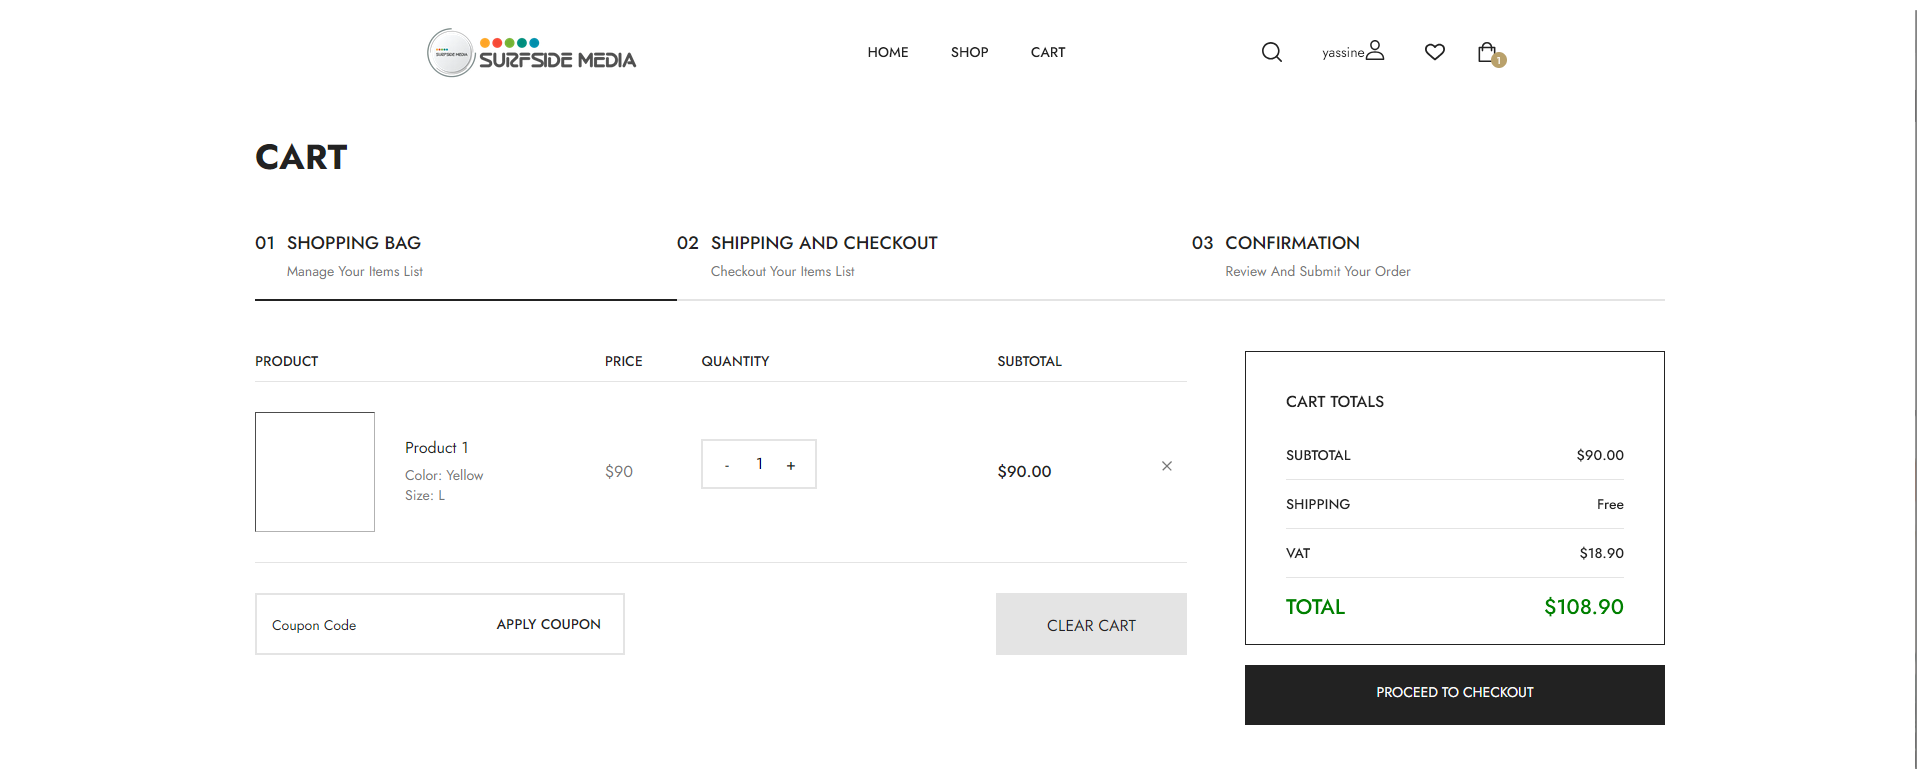 SURFSIDE MEDIA
SURFSIDE MEDIA
HOME
SHOP
CART
yassine
1
CART
01 SHOPPING BAG
Manage Your Items List
02 SHIPPING AND CHECKOUT
Checkout Your Items List
03 CONFIRMATION
Review And Submit Your Order
PRODUCT
PRICE
QUANTITY
SUBTOTAL
Product 1
Color: Yellow
Size: L
$90
- 1 +
$90.00
Coupon Code
APPLY COUPON
CLEAR CART
CART TOTALS
SUBTOTAL $90.00
SHIPPING Free
VAT $18.90
TOTAL $108.90
PROCEED TO CHECKOUT